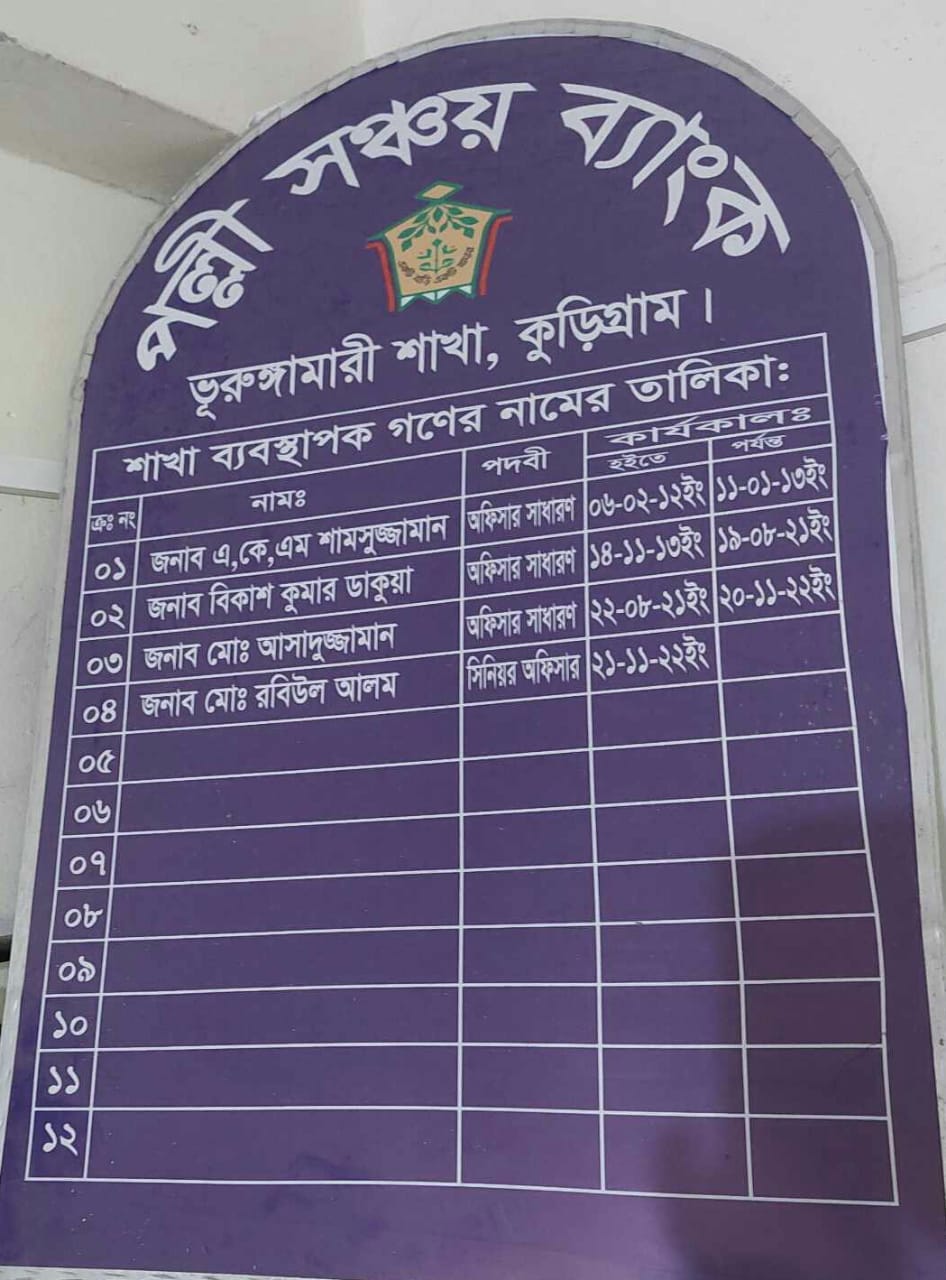 পল্লী সঞ্চয় ব্যাংক
একটি বাড়ি একটি খামার
ভূরুঙ্গামারী শাখা, কুড়িগ্রাম।
শাখা ব্যবস্থাপক গণের নামের তালিকা:
ক্রঃ নং নামঃ পদবী কার্যকালঃ
হইতে পর্যন্ত
০১ জনাব এ,কে,এম শামসুজ্জামান অফিসার সাধারণ ০৬-০২-১২ইং ১১-০১-১৩ইং
০২ জনাব বিকাশ কুমার ডাকুয়া অফিসার সাধারণ ১৪-১১-১৩ইং ১৯-০৮-২১ইং
০৩ জনাব মোঃ আসাদুজ্জামান অফিসার সাধারণ ২২-০৮-২১ইং ২০-১১-২২ইং
০৪ জনাব মোঃ রবিউল আলম সিনিয়র অফিসার ২১-১১-২২ইং
০৫
০৬
০৭
০৮
০৯
১০
১১
১২